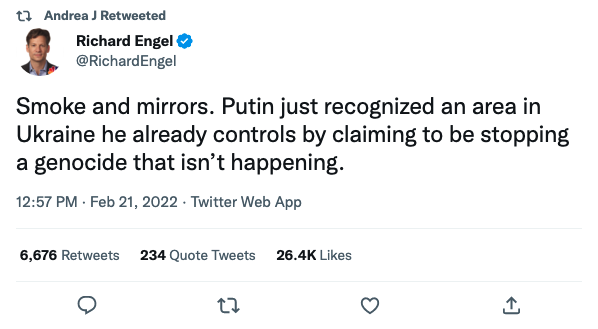 Andrea J Retweeted
Richard Engel
@RichardEngel
Smoke and mirrors. Putin just recognized an area in
Ukraine he already controls by claiming to be stopping
a genocide that isn’t happening.
12:57 PM · Feb 21, 2022 · Twitter Web App
6,676 Retweets 234 Quote Tweets 26.4K Likes